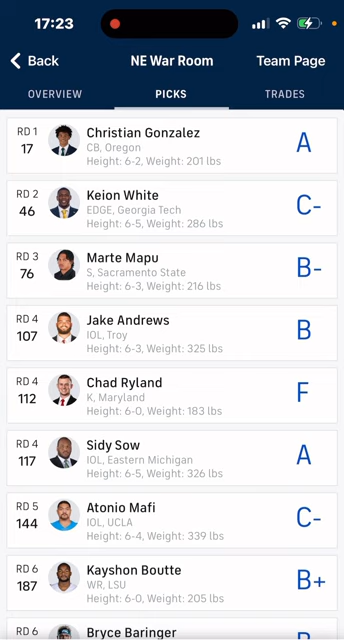 17:23
Back
NE War Room
Team Page
OVERVIEW
PICKS
TRADES
RD 1
17
Christian Gonzalez
CB, Oregon
Height: 6-2, Weight: 201 lbs
A
RD 2
46
Keion White
EDGE, Georgia Tech
Height: 6-5, Weight: 286 lbs
C-
RD 3
76
Marte Mapu
S, Sacramento State
Height: 6-3, Weight: 216 lbs
B-
RD 4
107
Jake Andrews
IOL, Troy
Height: 6-3, Weight: 325 lbs
B
RD 4
112
Chad Ryland
K, Maryland
Height: 6-0, Weight: 183 lbs
F
RD 4
117
Sidy Sow
IOL, Eastern Michigan
Height: 6-5, Weight: 326 lbs
A
RD 5
144
Atonio Mafi
IOL, UCLA
Height: 6-4, Weight: 339 lbs
C-
RD 6
187
Kayshon Boutte
WR, LSU
Height: 6-0, Weight: 205 lbs
B+
RD 6
Bryce Baringer